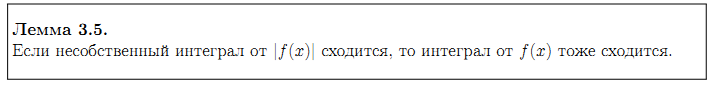 Лемма 3.5.
Если несобственный интеграл от |f(x)| сходится, то интеграл от f(x) тоже сходится.